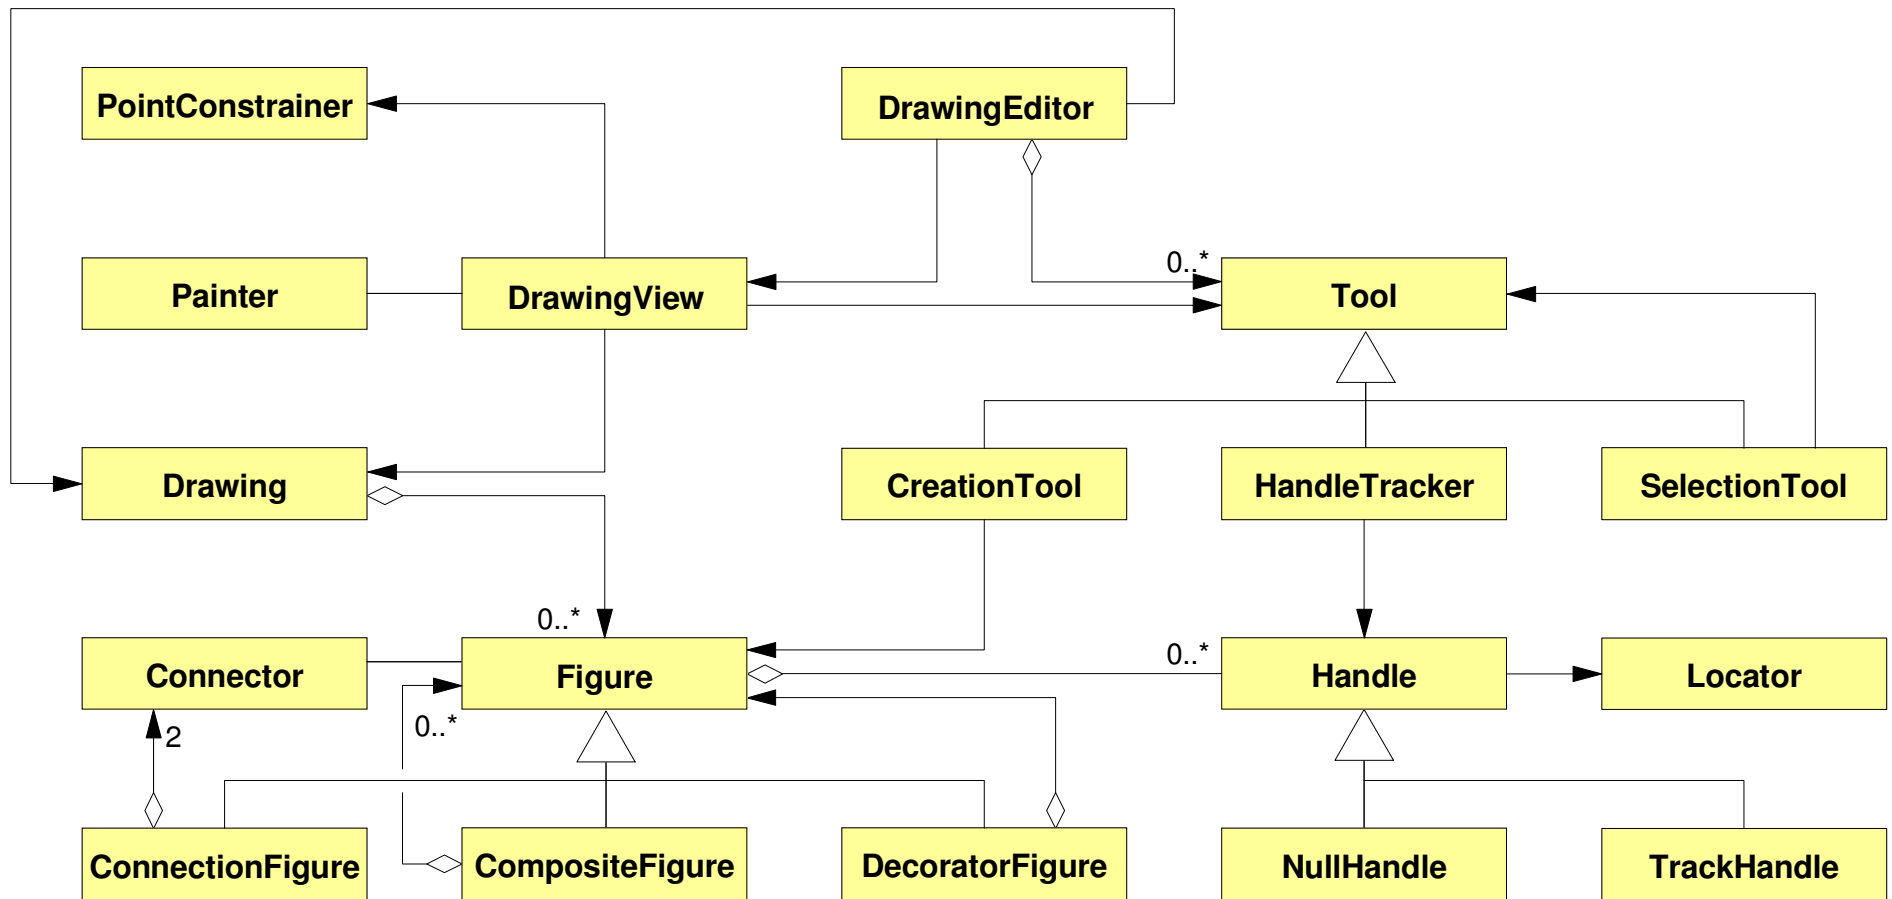 PointConstrainer
DrawingEditor
Painter
DrawingView
0..*
Tool
Drawing
CreationTool
HandleTracker
SelectionTool
0..*
Connector
Figure
0..*
Handle
Locator
2
0..*
ConnectionFigure
CompositeFigure
DecoratorFigure
NullHandle
TrackHandle